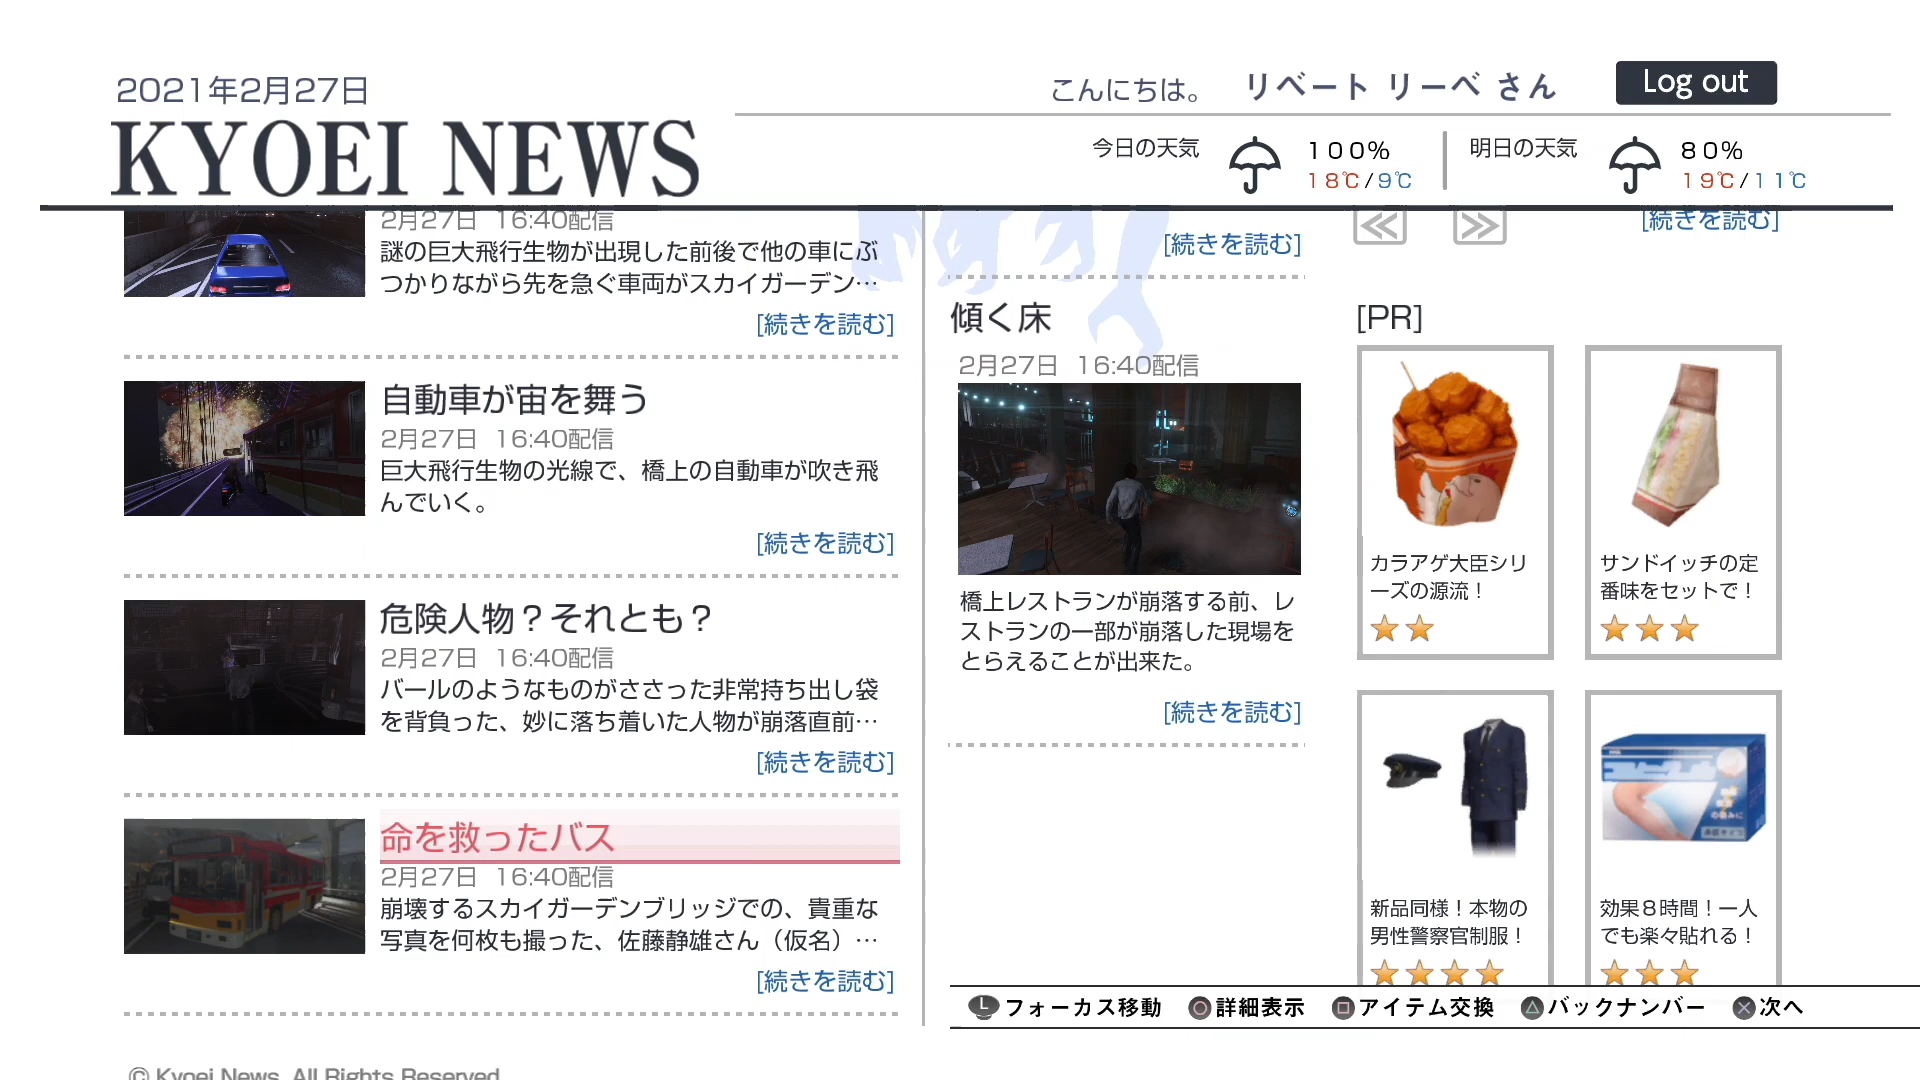 2021年2月27日
こんにちは。 リベート リーベ さん
Log out
KYOEI NEWS
今日の天気
100%
18℃/9℃
明日の天気
80%
19℃/11℃
2月27日 16:40配信
謎の巨大飛行生物が出現した前後で他の車にぶ
つかりながら先を急ぐ車両がスカイガーデン…
[続きを読む]
自動車が宙を舞う
2月27日 16:40配信
巨大飛行生物の光線で、橋上の自動車が吹き飛
んでいく。
[続きを読む]
危険人物？それとも？
2月27日 16:40配信
バールのようなものがささった非常持ち出し袋
を背負った、妙に落ち着いた人物が崩落直前…
[続きを読む]
命を救ったバス
2月27日 16:40配信
崩壊するスカイガーデンブリッジでの、貴重な
写真を何枚も撮った、佐藤静雄さん（仮名）…
[続きを読む]
[続きを読む]
傾く床
2月27日 16:40配信
橋上レストランが崩落する前、レ
ストランの一部が崩落した現場を
とらえることが出来た。
[続きを読む]
[続きを読む]
[PR]
カラアゲ大臣シリ
ーズの源流！
サンドイッチの定
番味をセットで！
新品同様！本物の
男性警察官制服！
効果８時間！一人
でも楽々貼れる！
L フォーカス移動 詳細表示 アイテム交換 バックナンバー 次へ
© Kyoei News. All Rights Reserved